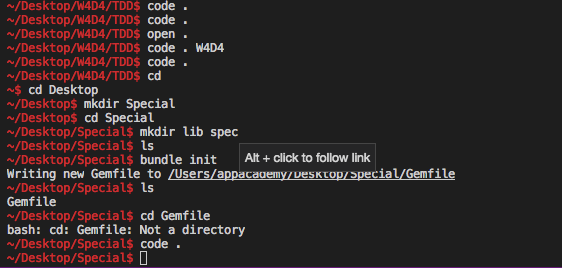 ~/Desktop/W4D4/TDD$ code .
~/Desktop/W4D4/TDD$ code .
~/Desktop/W4D4/TDD$ open .
~/Desktop/W4D4/TDD$ code . W4D4
~/Desktop/W4D4/TDD$ code .
~/Desktop/W4D4/TDD$ cd
~$ cd Desktop
~/Desktop$ mkdir Special
~/Desktop$ cd Special
~/Desktop/Special$ mkdir lib spec
~/Desktop/Special$ ls
~/Desktop/Special$ bundle init
Alt + click to follow link
Writing new Gemfile to /Users/appacademy/Desktop/Special/Gemfile
~/Desktop/Special$ ls
Gemfile
~/Desktop/Special$ cd Gemfile
bash: cd: Gemfile: Not a directory
~/Desktop/Special$ code .
~/Desktop/Special$